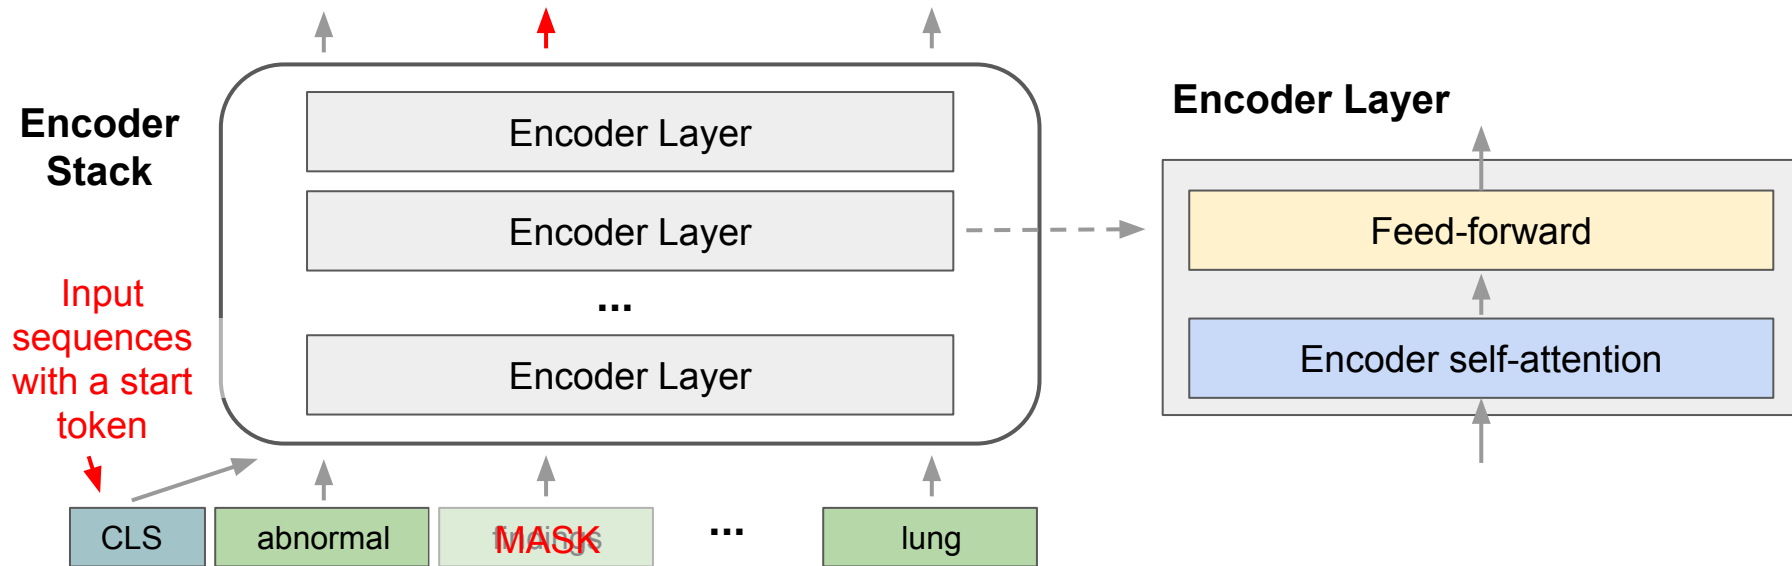 Encoder
Stack
Encoder Layer
Encoder Layer
...
Encoder Layer
Input
sequences
with a start
token
CLS
abnormal
findings
MASK
...
lung
Encoder Layer
Feed-forward
Encoder self-attention